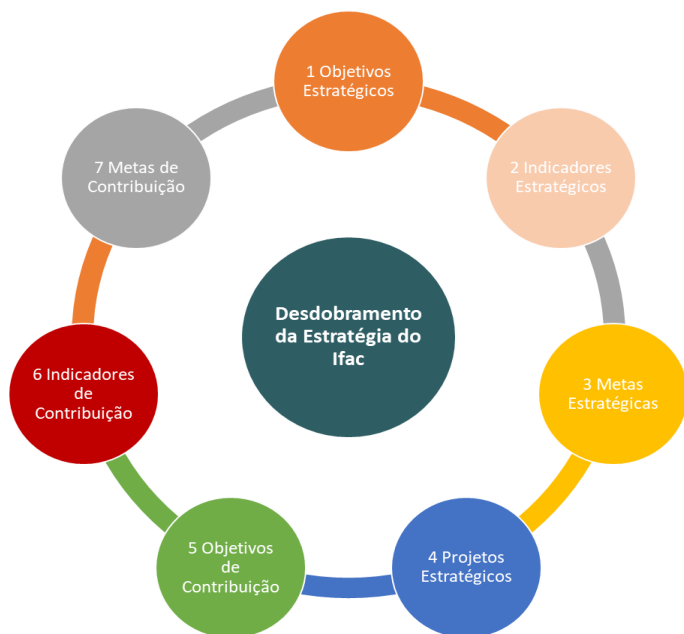 1 Objetivos
Estratégicos
2 Indicadores
Estratégicos
3 Metas
Estratégicas
4 Projetos
Estratégicos
5 Objetivos
de
Contribuição
6 Indicadores
de
Contribuição
7 Metas de
Contribuição
Desdobramento
da Estratégia do
Ifac